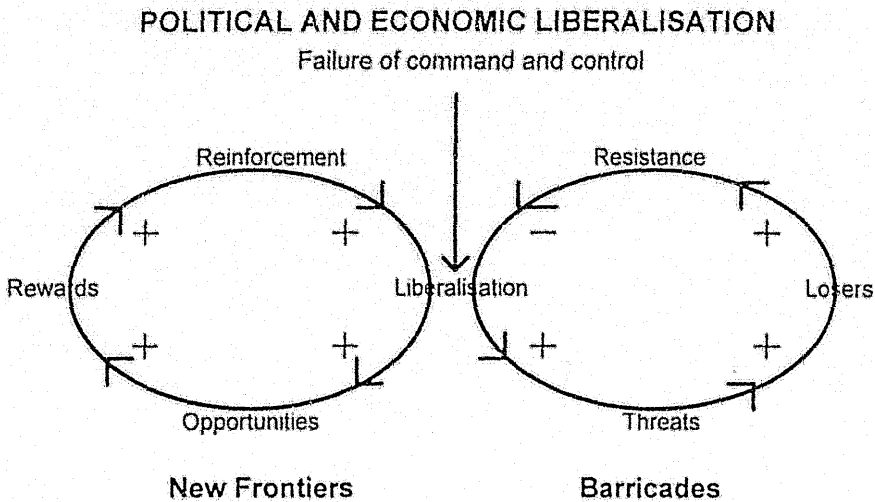 POLITICAL AND ECONOMIC LIBERALISATION
Failure of command and control
Reinforcement
Resistance
+
+
−
+
Rewards
Liberalisation
Losers
+
+
+
+
Opportunities
Threats
New Frontiers
Barricades